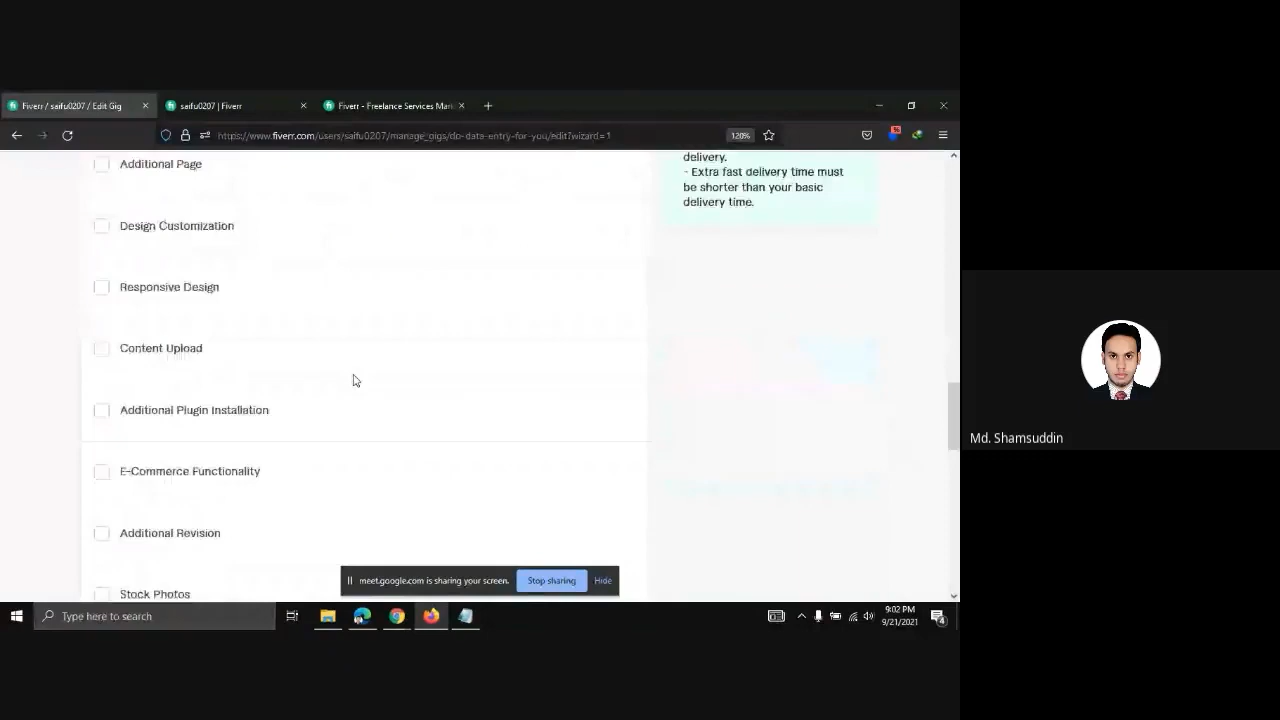 Fiverr / saifu0207 / Edit Gig
saifu0207 | Fiverr
Fiverr - Freelance Services Mar
https://www.fiverr.com/users/saifu0207/manage_gigs/do-data-entry-for-you/edit?wizard=1
120%
Additional Page
Design Customization
Responsive Design
Content Upload
Additional Plugin Installation
E-Commerce Functionality
Additional Revision
Stock Photos
delivery.
- Extra fast delivery time must
be shorter than your basic
delivery time.
meet.google.com is sharing your screen.
Stop sharing
Hide
Type here to search
9:02 PM
9/21/2021
4
Md. Shamsuddin